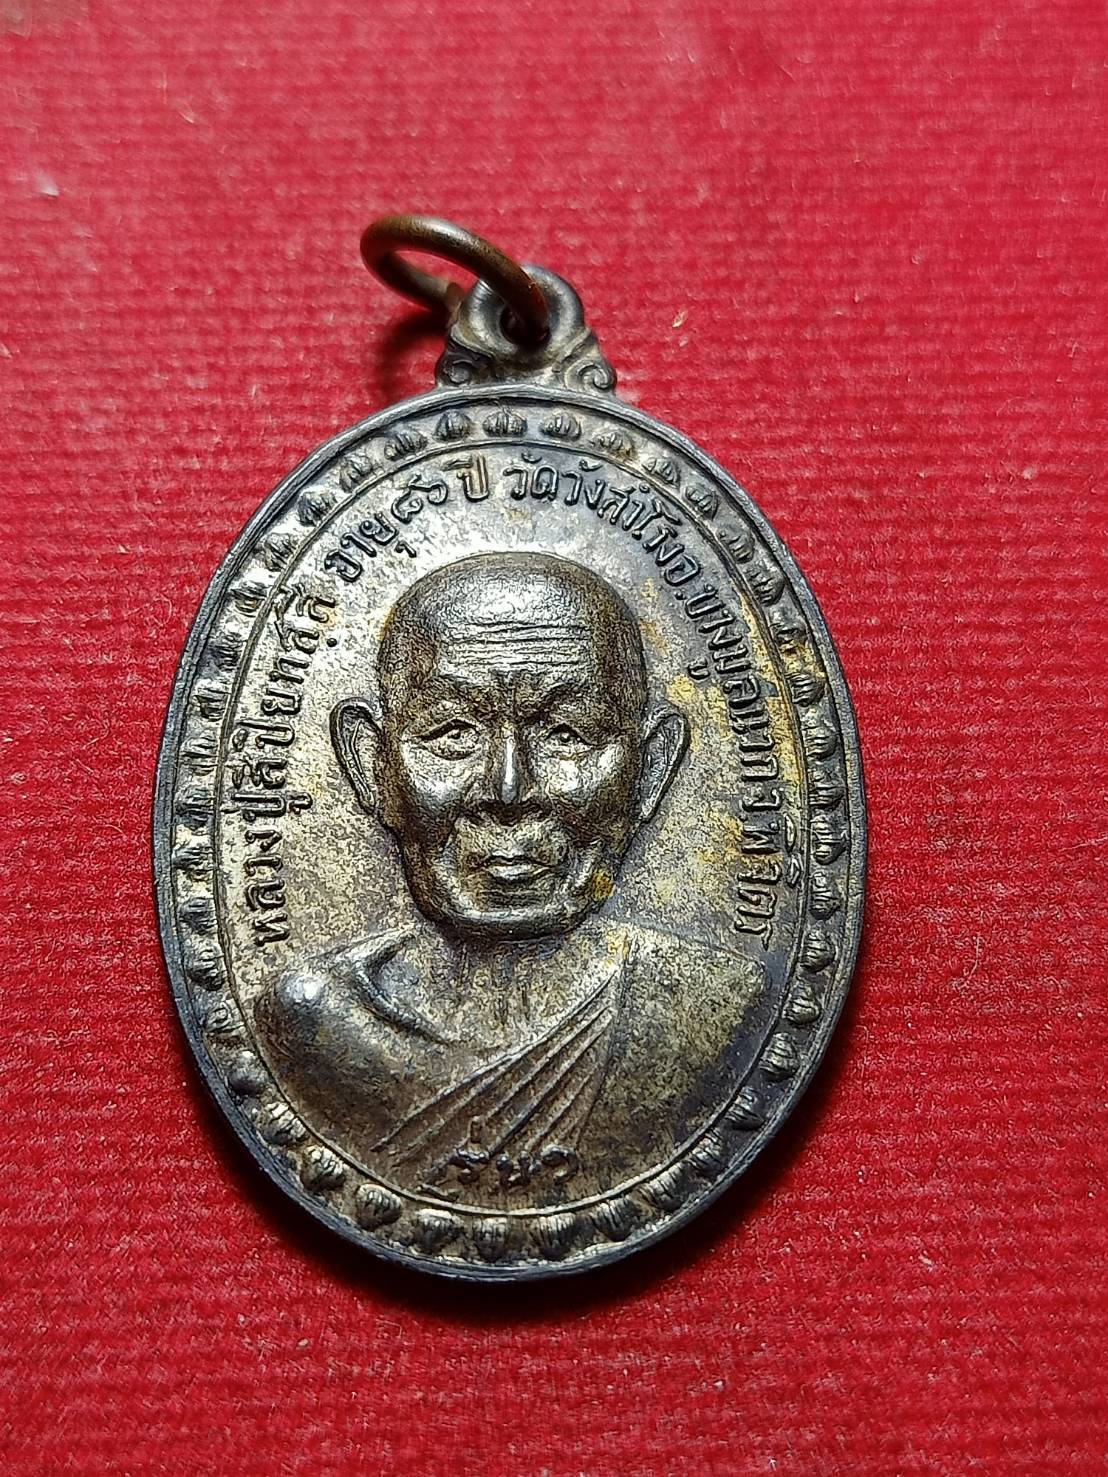 หลวงปู่สีปิยทสฺสี อายุ ๘๖ ปี วัดวังสำโรง อ.บางมูลนาก จ.พิจิตร
รุ่น ๑